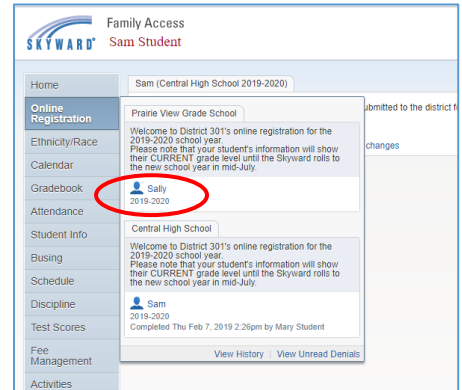 Family Access
SKYWARD® Sam Student
Home
Sam (Central High School 2019-2020)
Online
Registration
ubmitted to the district f
changes
Prairie View Grade School
Welcome to District 301's online registration for the
2019-2020 school year.
Please note that your student's information will show
their CURRENT grade level until the Skyward rolls to
the new school year in mid-July.
Sally
2019-2020
Central High School
Welcome to District 301's online registration for the
2019-2020 school year.
Please note that your student's information will show
their CURRENT grade level until the Skyward rolls to
the new school year in mid-July.
Sam
2019-2020
Completed Thu Feb 7, 2019 2:26pm by Mary Student
View History | View Unread Denials
Ethnicity/Race
Calendar
Gradebook
Attendance
Student Info
Busing
Schedule
Discipline
Test Scores
Fee
Management
Activities